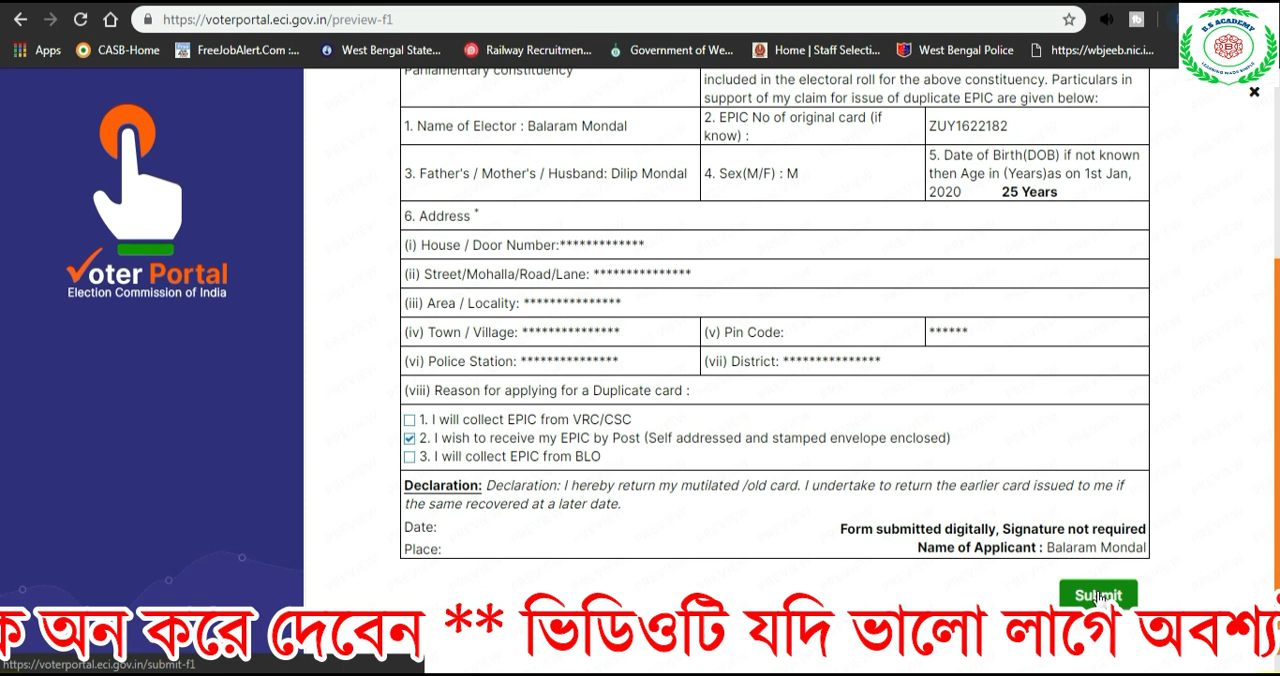 https://voterportal.eci.gov.in/preview-f1
Apps CASB-Home FreeJobAlert.Com :... West Bengal State... Railway Recruitmen... Government of We... Home | Staff Selecti... West Bengal Police https://wbjeeb.nic.i...
U.S ACADEMY
LEARNING MADE SIMPLE
Voter Portal
Election Commission of India
Parliamentary constituency
included in the electoral roll for the above constituency. Particulars in
support of my claim for issue of duplicate EPIC are given below:
1. Name of Elector : Balaram Mondal
2. EPIC No of original card (if
know) :
ZUY1622182
3. Father's / Mother's / Husband: Dilip Mondal
4. Sex(M/F) : M
5. Date of Birth(DOB) if not known
then Age in (Years)as on 1st Jan,
2020 25 Years
6. Address *
(i) House / Door Number:*************
(ii) Street/Mohalla/Road/Lane: ***************
(iii) Area / Locality: ***************
(iv) Town / Village: ***************
(v) Pin Code:
******
(vi) Police Station: ***************
(vii) District: ***************
(viii) Reason for applying for a Duplicate card :
1. I will collect EPIC from VRC/CSC
2. I wish to receive my EPIC by Post (Self addressed and stamped envelope enclosed)
3. I will collect EPIC from BLO
Declaration: Declaration: I hereby return my mutilated /old card. I undertake to return the earlier card issued to me if
the same recovered at a later date.
Date:
Form submitted digitally, Signature not required
Place:
Name of Applicant : Balaram Mondal
Submit
অন করে দেবেন ** ভিডিওটি যদি ভালো লাগে
https://voterportal.eci.gov.in/submit-f1